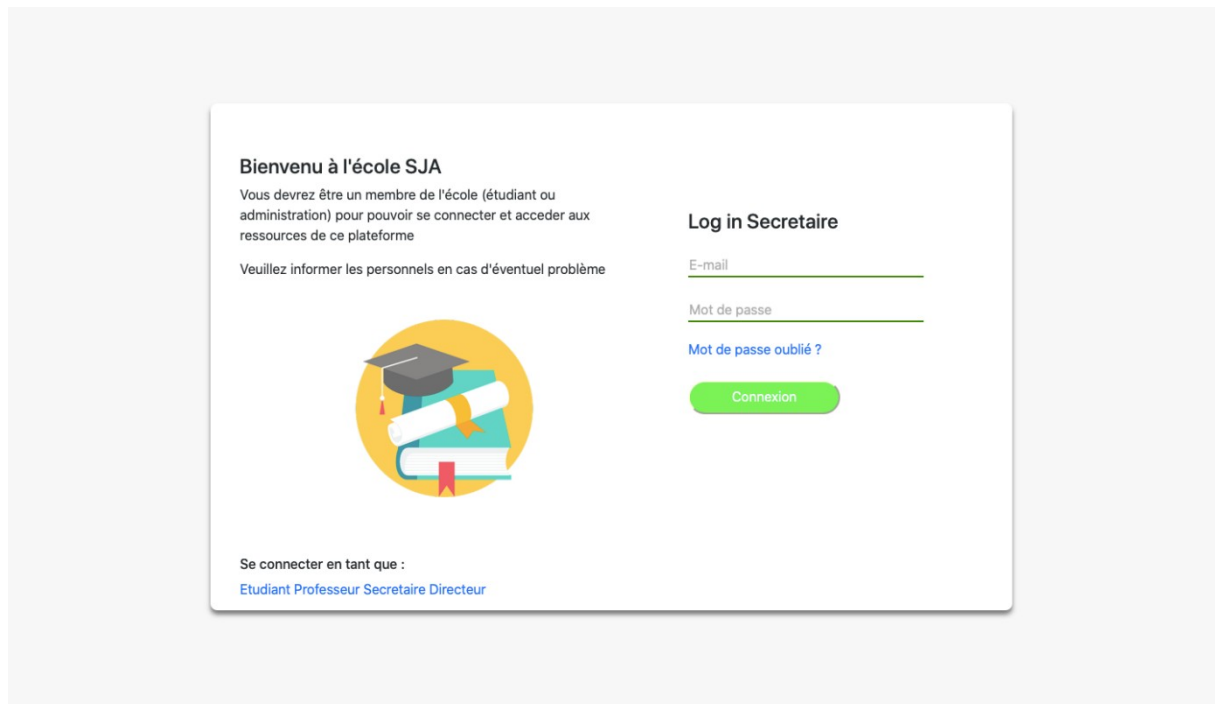 Bienvenu à l'école SJA
Vous devrez être un membre de l'école (étudiant ou
administration) pour pouvoir se connecter et acceder aux
ressources de ce plateforme
Veuillez informer les personnels en cas d'éventuel problème
Se connecter en tant que :
Etudiant Professeur Secretaire Directeur
Log in Secretaire
E-mail
Mot de passe
Mot de passe oublié ?
Connexion